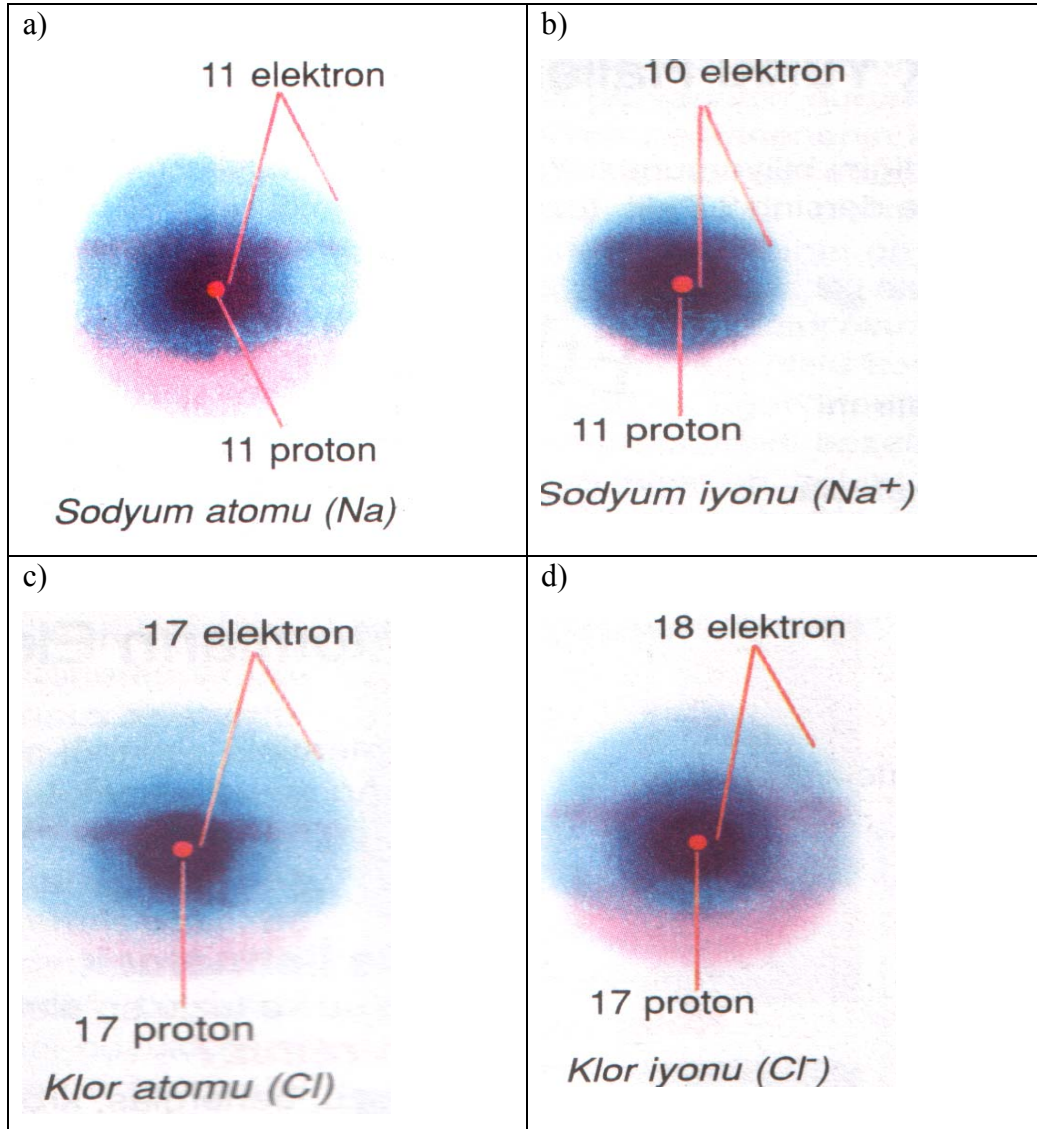 a)
11 elektron
11 proton
Sodyum atomu (Na)
b)
10 elektron
11 proton
Sodyum iyonu (Na⁺)
c)
17 elektron
17 proton
Klor atomu (Cl)
d)
18 elektron
17 proton
Klor iyonu (Cl⁻)